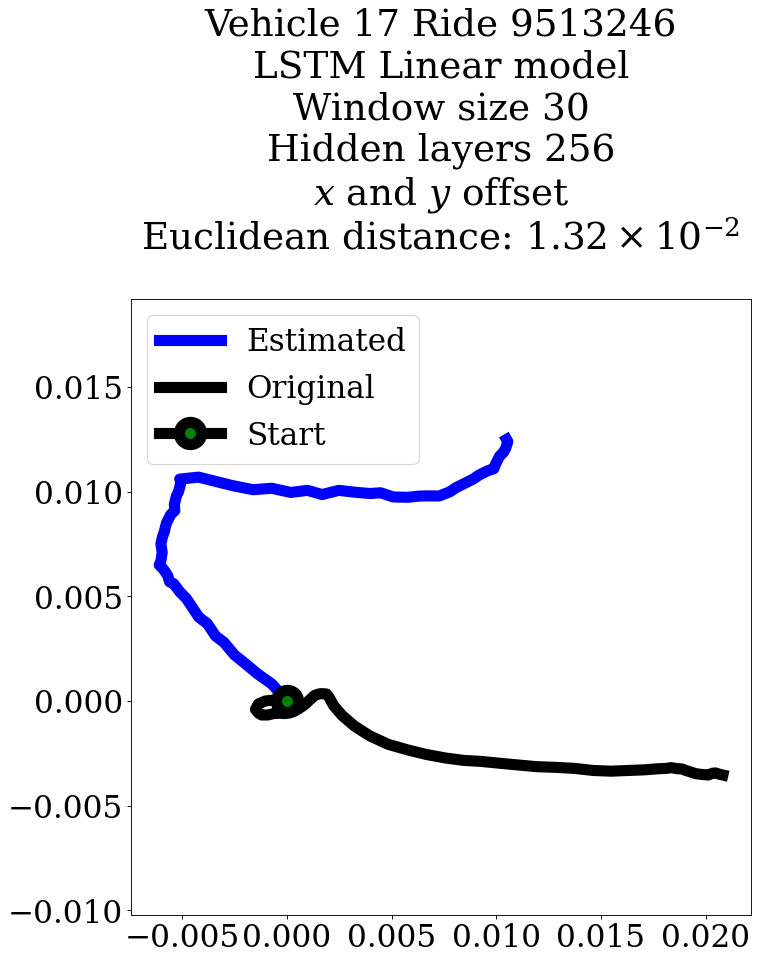 Vehicle 17 Ride 9513246
LSTM Linear model
Window size 30
Hidden layers 256
x and y offset
Euclidean distance: 1.32 × 10⁻²
Estimated
Original
Start
0.015
0.010
0.005
0.000
−0.005
−0.010
−0.005 0.000 0.005 0.010 0.015 0.020